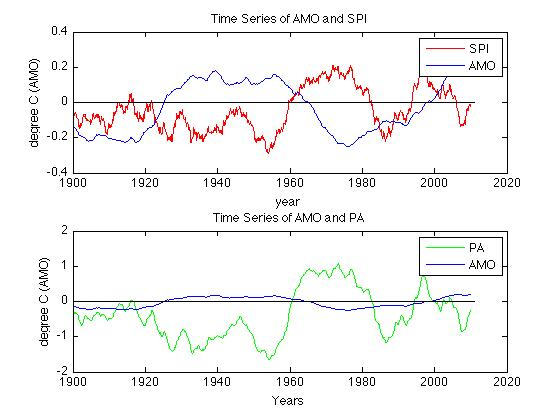 Time Series of AMO and SPI
0.4
SPI
AMO
0.2
0
-0.2
-0.4
degree C (AMO)
1900 1920 1940 1960 1980 2000 2020
year
Time Series of AMO and PA
2
PA
AMO
1
0
-1
-2
degree C (AMO)
1900 1920 1940 1960 1980 2000 2020
Years